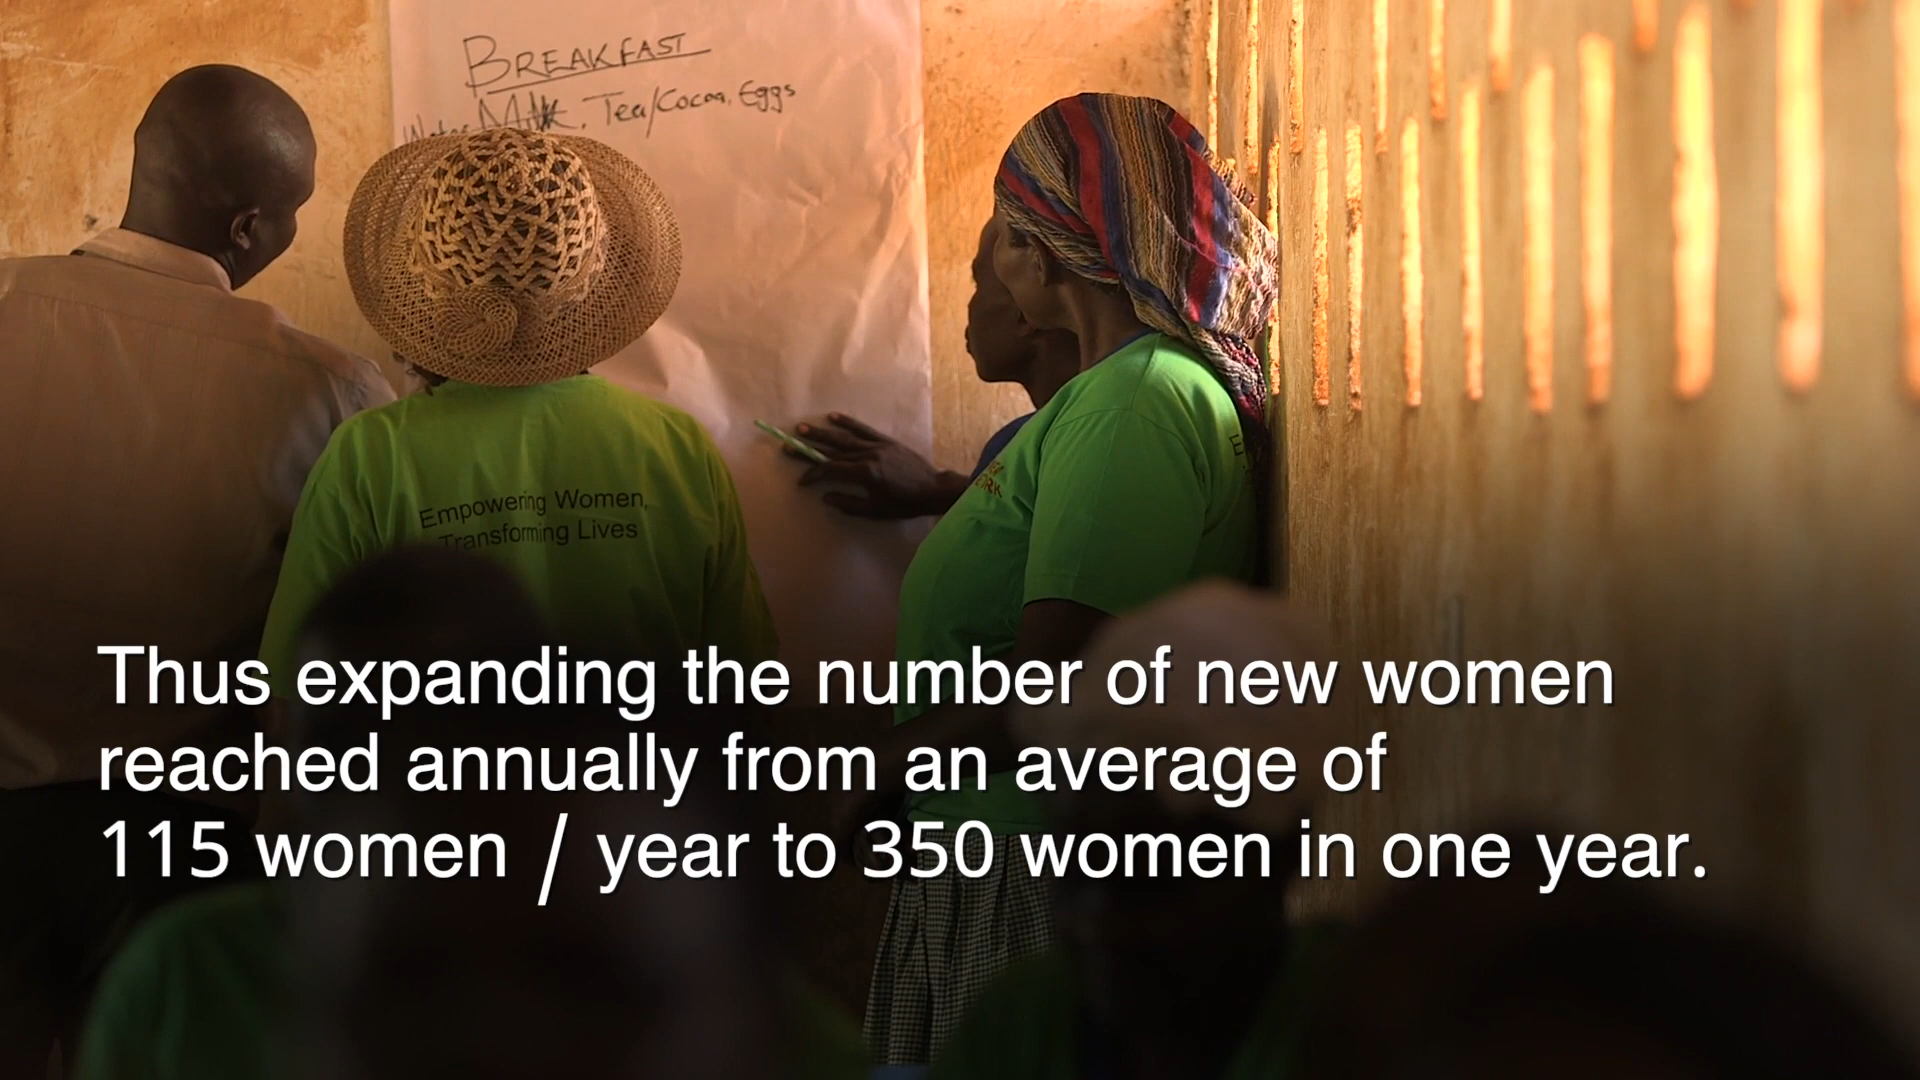 BREAKFAST
Milk, Tea/Cocoa, Eggs
Empowering Women,
Transforming Lives
Thus expanding the number of new women
reached annually from an average of
115 women / year to 350 women in one year.